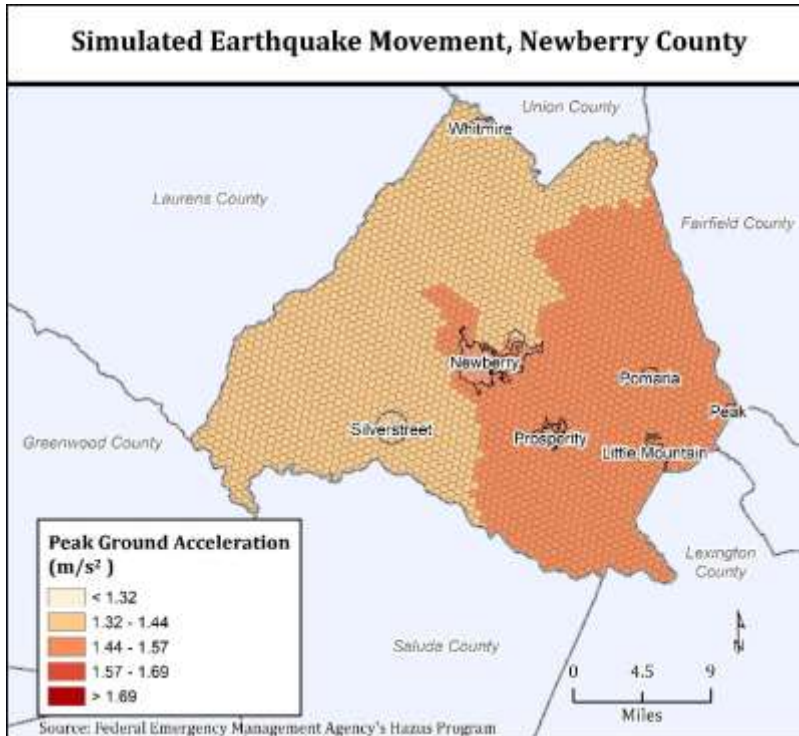 Simulated Earthquake Movement, Newberry County
Union County
Whitmire
Laurens County
Fairfield County
Newberry
Pomaria
Peak
Silverstreet
Prosperity
Greenwood County
Little Mountain
Peak Ground Acceleration
(m/s²)
< 1.32
1.32 - 1.44
1.44 - 1.57
1.57 - 1.69
> 1.69
Lexington
County
Saluda County
N
0 4.5 9
Miles
Source: Federal Emergency Management Agency's Hazus Program